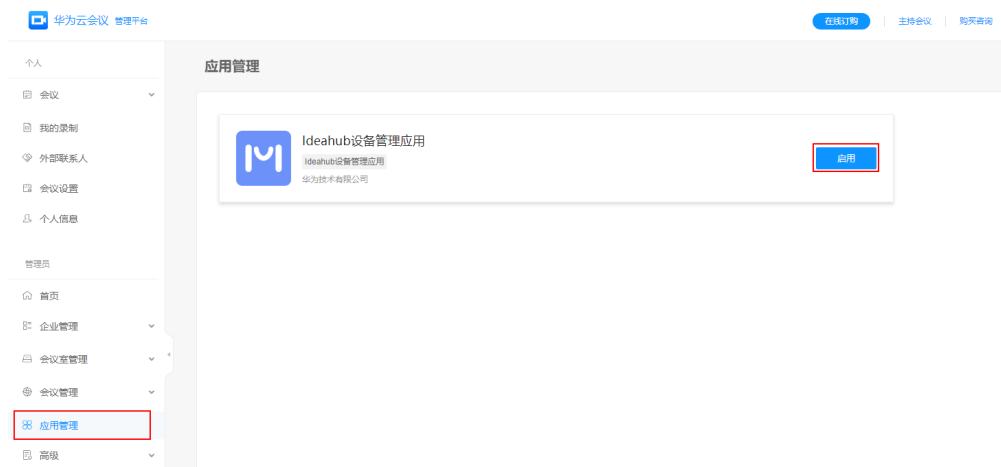 华为云会议 管理平台
在线订购
主持会议
购买咨询
个人
会议
我的录制
外部联系人
会议设置
个人信息
管理员
首页
企业管理
会议室管理
会议管理
应用管理
高级
应用管理
Ideahub设备管理应用
Ideahub设备管理应用
华为技术有限公司
启用